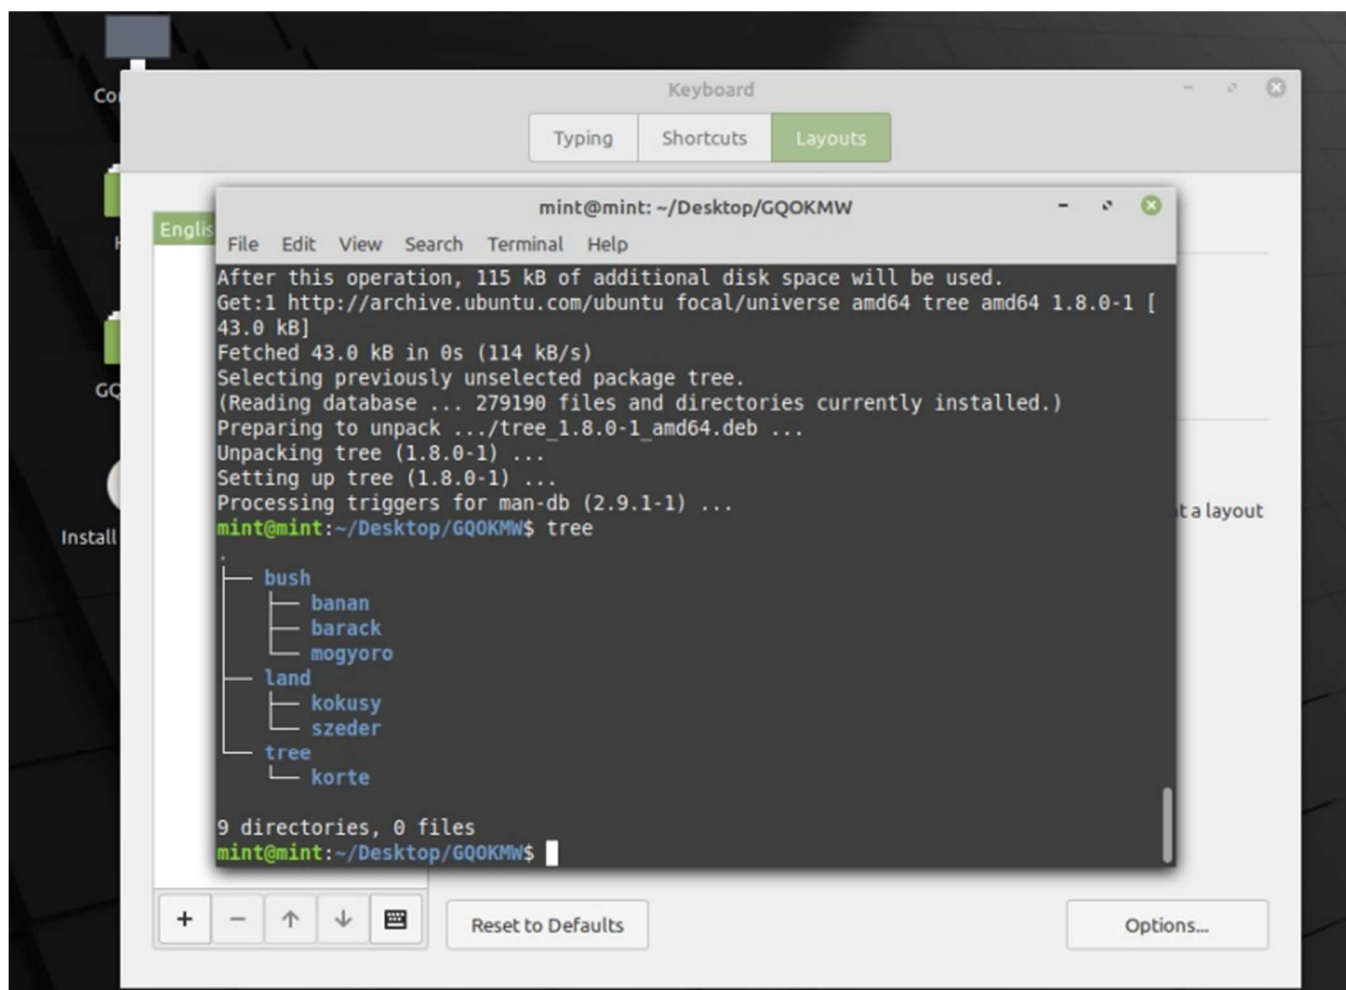 Keyboard
Typing Shortcuts Layouts
mint@mint: ~/Desktop/GQOKMW
File Edit View Search Terminal Help
After this operation, 115 kB of additional disk space will be used.
Get:1 http://archive.ubuntu.com/ubuntu focal/universe amd64 tree amd64 1.8.0-1 [
43.0 kB]
Fetched 43.0 kB in 0s (114 kB/s)
Selecting previously unselected package tree.
(Reading database ... 279190 files and directories currently installed.)
Preparing to unpack .../tree_1.8.0-1_amd64.deb ...
Unpacking tree (1.8.0-1) ...
Setting up tree (1.8.0-1) ...
Processing triggers for man-db (2.9.1-1) ...
mint@mint:~/Desktop/GQOKMW$ tree
.
├── bush
│   ├── banan
│   ├── barack
│   └── mogyoro
├── land
│   ├── kokusy
│   └── szeder
└── tree
    └── korte
9 directories, 0 files
mint@mint:~/Desktop/GQOKMW$
Englis
Co
GQ
Install
t a layout
Reset to Defaults
Options...